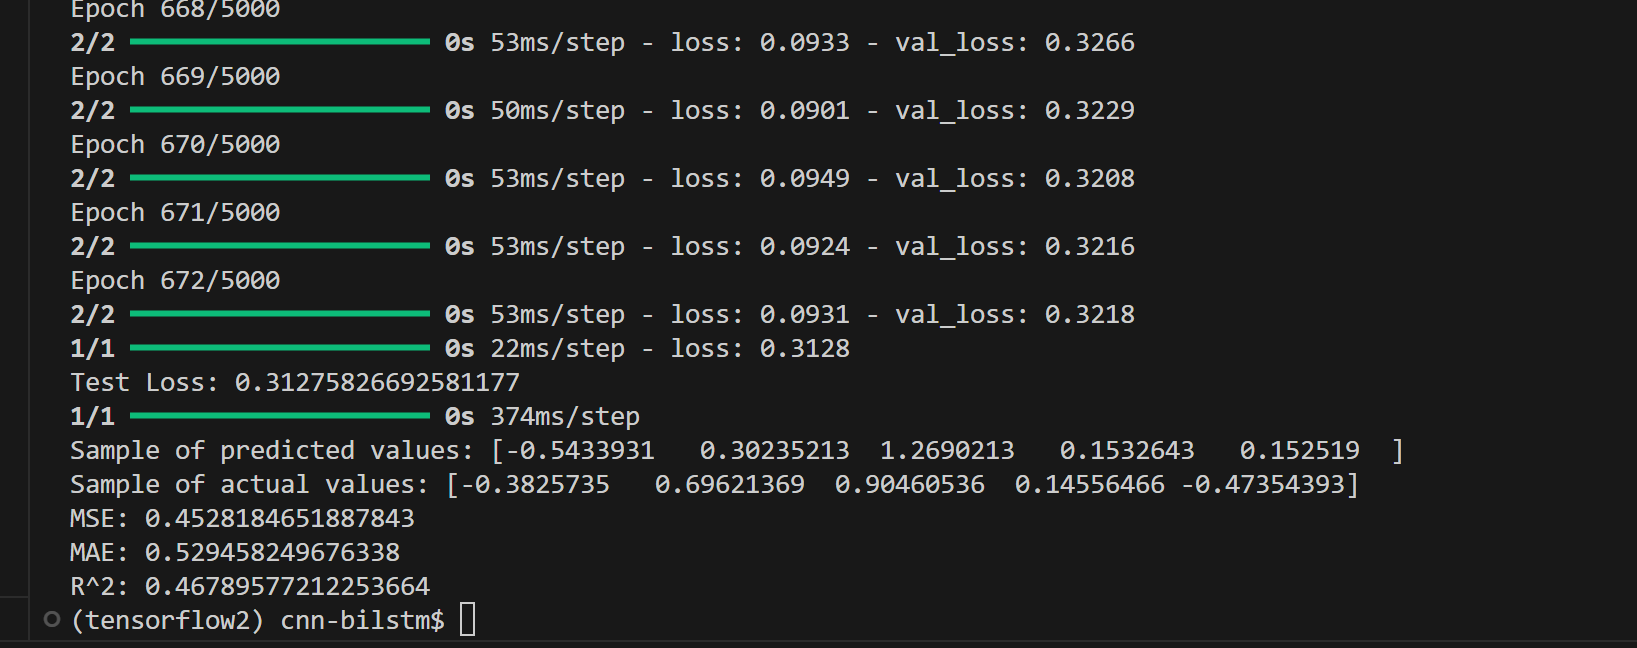 Epoch 668/5000
2/2 0s 53ms/step - loss: 0.0933 - val_loss: 0.3266
Epoch 669/5000
2/2 0s 50ms/step - loss: 0.0901 - val_loss: 0.3229
Epoch 670/5000
2/2 0s 53ms/step - loss: 0.0949 - val_loss: 0.3208
Epoch 671/5000
2/2 0s 53ms/step - loss: 0.0924 - val_loss: 0.3216
Epoch 672/5000
2/2 0s 53ms/step - loss: 0.0931 - val_loss: 0.3218
1/1 0s 22ms/step - loss: 0.3128
Test Loss: 0.31275826692581177
1/1 0s 374ms/step
Sample of predicted values: [-0.5433931   0.30235213  1.2690213   0.1532643   0.152519  ]
Sample of actual values: [-0.3825735   0.69621369  0.90460536  0.14556466 -0.47354393]
MSE: 0.4528184651887843
MAE: 0.529458249676338
R^2: 0.46789577212253664
(tensorflow2) cnn-bilstm$